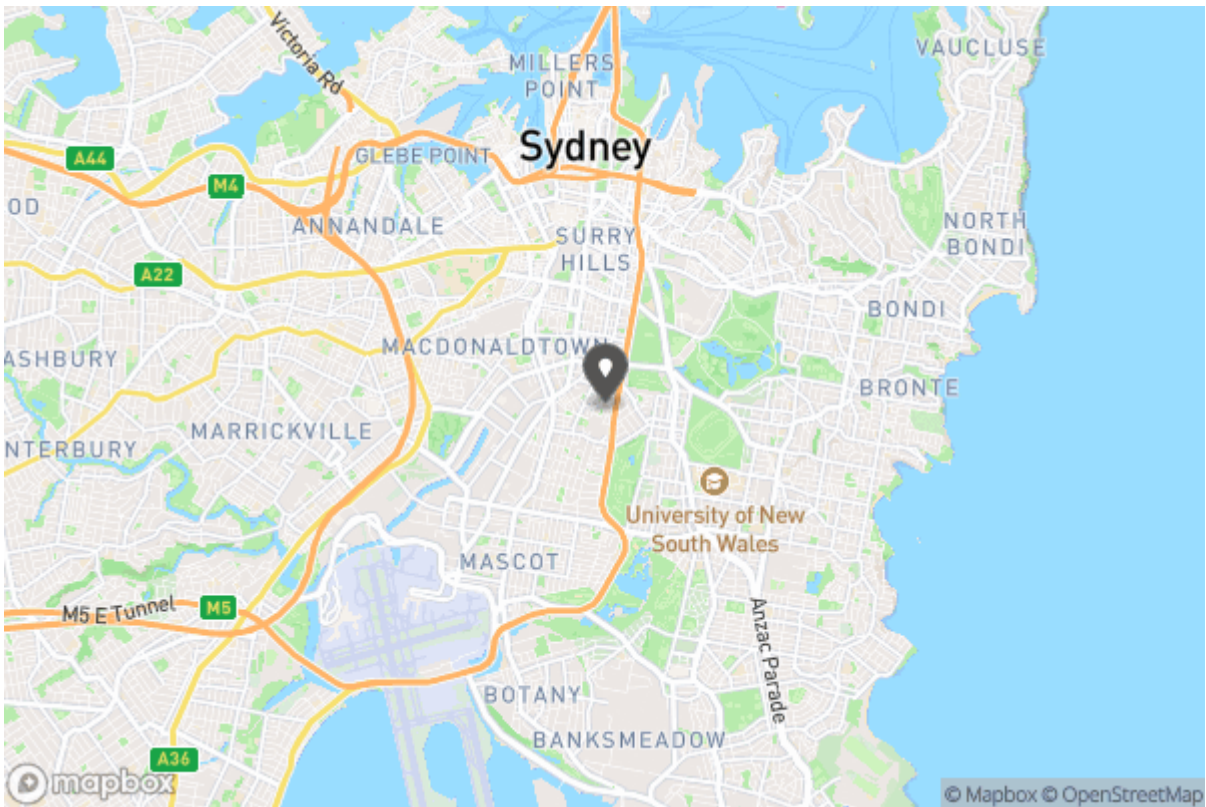 VAUCLUSE
MILLERS
POINT
Victoria Rd
Sydney
A44
GLEBE POINT
M4
OD
ANNANDALE
SURRY
HILLS
NORTH
BONDI
A22
BONDI
ASHBURY
MACDONALDTOWN
BRONTE
MARRICKVILLE
NTERBURY
University of New
South Wales
MASCOT
M5 E Tunnel
M5
Anzac Parade
BOTANY
BANKSMEADOW
A36
mapbox
© Mapbox © OpenStreetMap